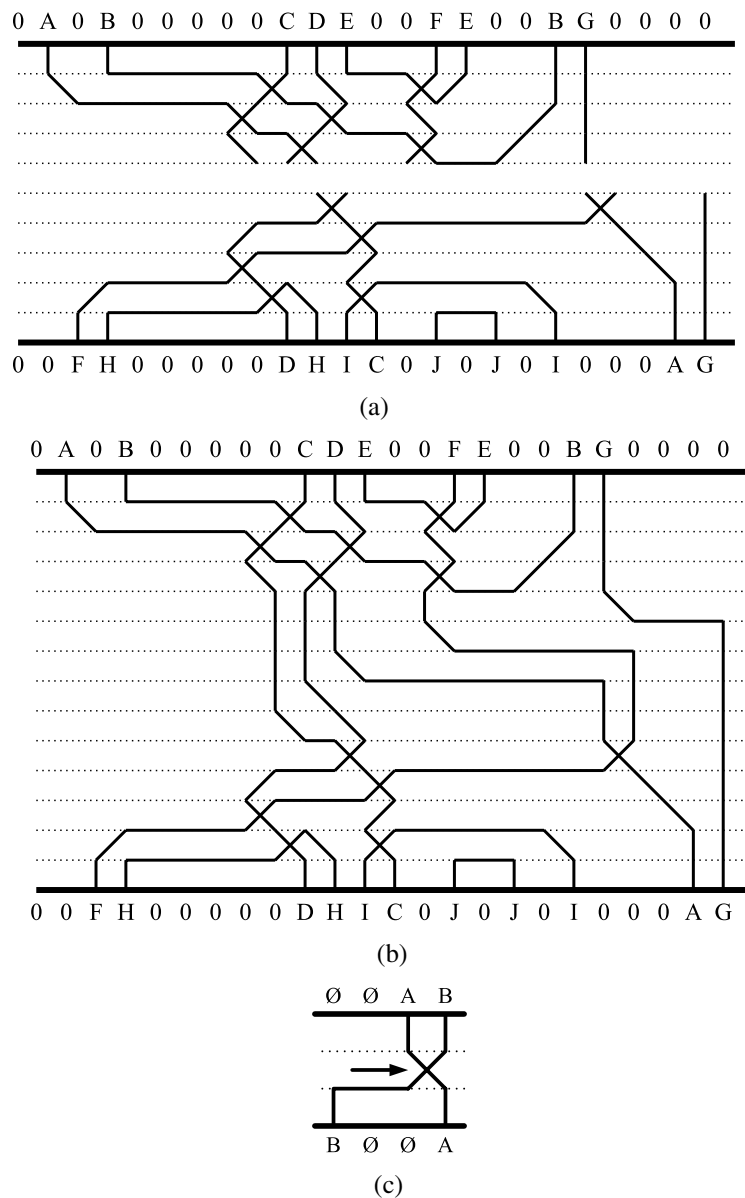 0 A 0 B 0 0 0 0 0 C D E 0 0 F E 0 0 B G 0 0 0 0
0 0 F H 0 0 0 0 0 D H I C 0 J 0 J 0 I 0 0 0 A G
(a)
0 A 0 B 0 0 0 0 0 C D E 0 0 F E 0 0 B G 0 0 0 0
0 0 F H 0 0 0 0 0 D H I C 0 J 0 J 0 I 0 0 0 A G
(b)
Ø Ø A B
B Ø Ø A
(c)